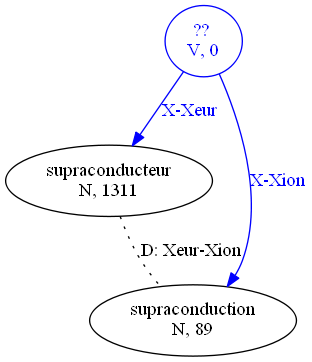 ??
V, 0
X-Xeur
supraconducteur
N, 1311
X-Xion
D: Xeur-Xion
supraconduction
N, 89